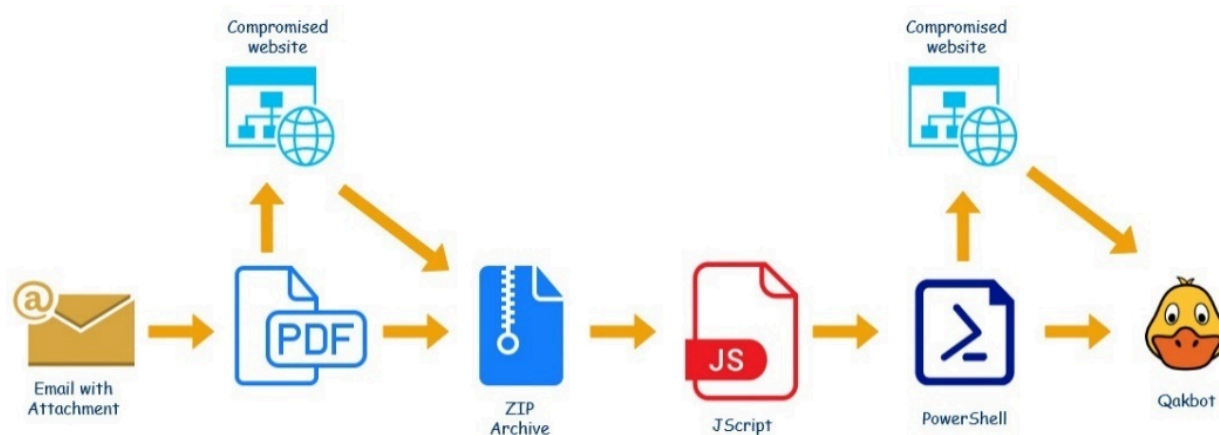 Compromised
website
Compromised
website
@
PDF
JS
Email with
Attachment
ZIP
Archive
JScript
PowerShell
Qakbot